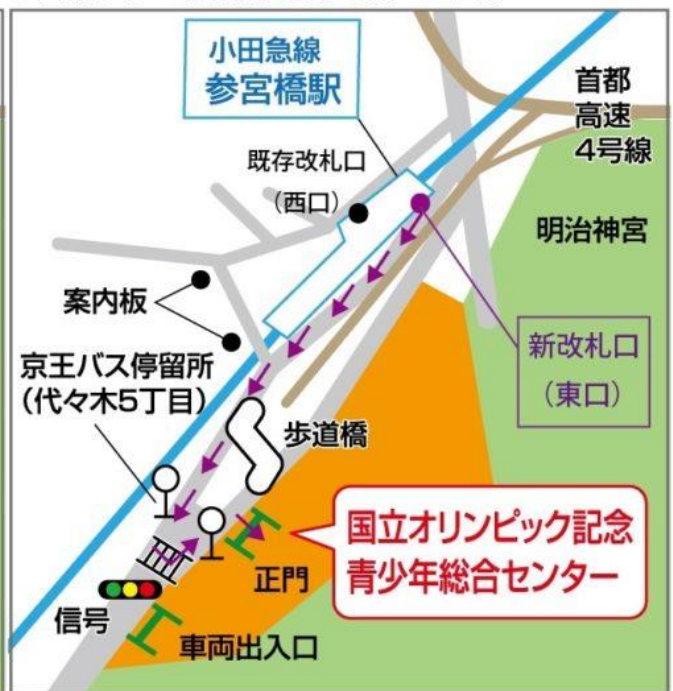 小田急線
参宮橋駅
首都
高速
4号線
既存改札口
（西口）
明治神宮
案内板
新改札口
（東口）
京王バス停留所
（代々木5丁目）
歩道橋
国立オリンピック記念
青少年総合センター
正門
信号
車両出入口